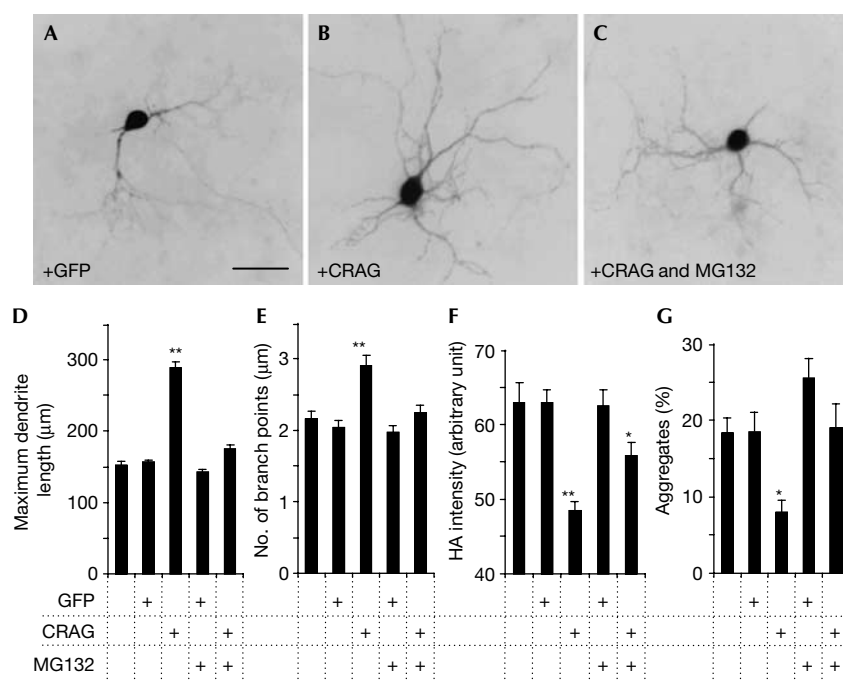 A
B
C
+GFP
+CRAG
+CRAG and MG132
D
E
F
G
Maximum dendrite
length (μm)
300
200
100
0
**
No. of branch points (μm)
3
2
1
0
**
HA intensity (arbitrary unit)
70
60
50
40
**
*
Aggregates (%)
30
20
10
0
*
GFP + + + + + + + +
CRAG + + + + + + + +
MG132 + + + + + + + +